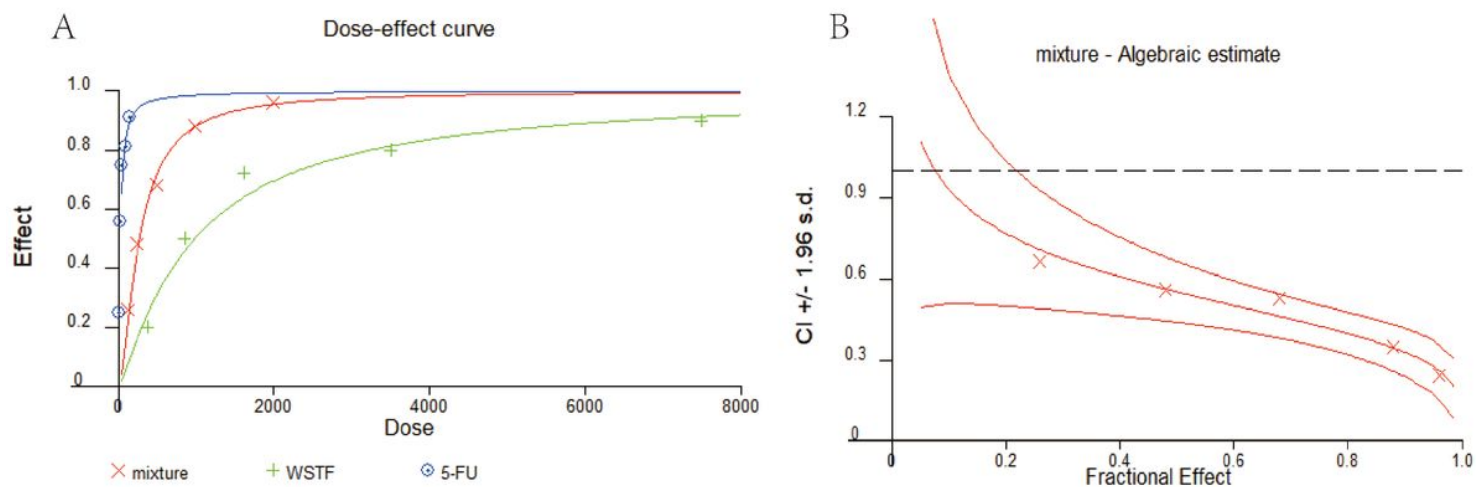 A
Dose-effect curve
Effect
1.0
0.8
0.6
0.4
0.2
0
0 2000 4000 6000 8000
Dose
mixture WSTF 5-FU
B
mixture - Algebraic estimate
CI +/- 1.96 s.d.
1.2
0.9
0.6
0.3
0
0 0.2 0.4 0.6 0.8 1.0
Fractional Effect